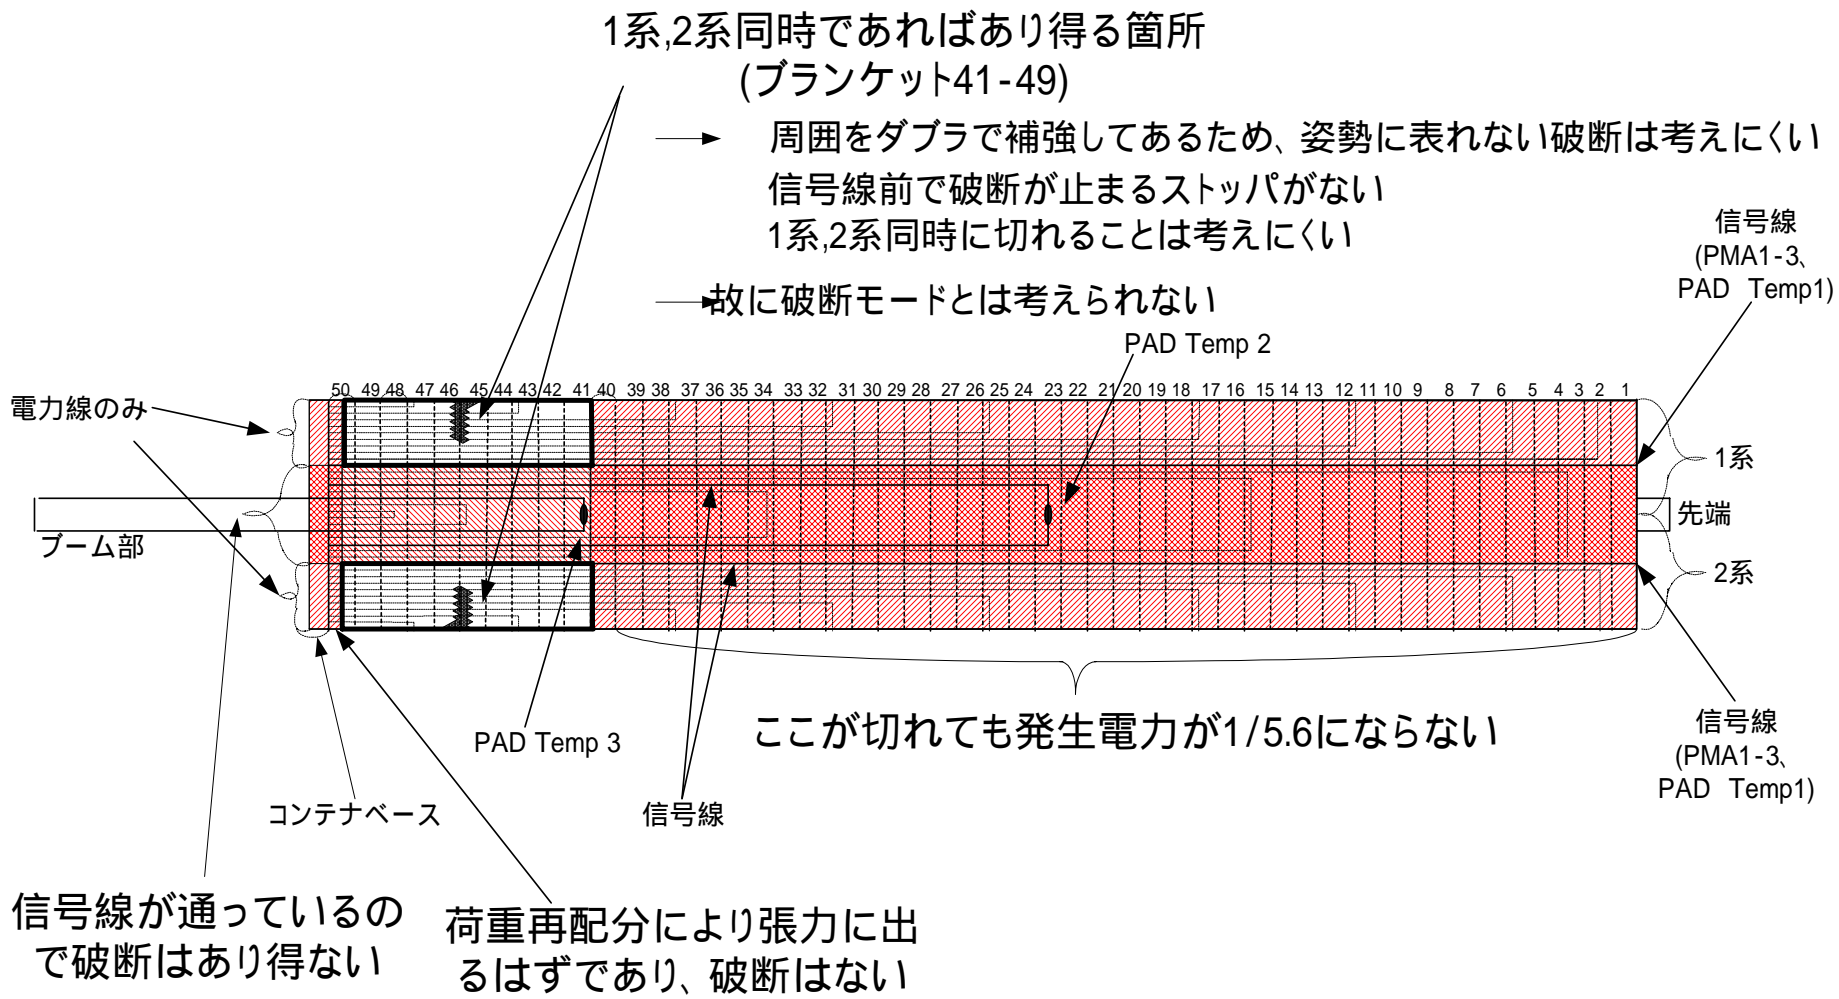 1系,2系同時であればあり得る箇所
(ブランケット41-49)
周囲をダブラで補強してあるため、姿勢に表れない破断は考えにくい
信号線前で破断が止まるストッパがない
1系,2系同時に切れることは考えにくい
故に破断モードとは考えられない
信号線
(PMA1-3、
PAD Temp1)
PAD Temp 2
電力線のみ
50 49 48 47 46 45 44 43 42 41 40 39 38 37 36 35 34 33 32 31 30 29 28 27 26 25 24 23 22 21 20 19 18 17 16 15 14 13 12 11 10 9 8 7 6 5 4 3 2 1
1系
先端
ブーム部
2系
PAD Temp 3
ここが切れても発生電力が1/5.6にならない
信号線
(PMA1-3、
PAD Temp1)
コンテナベース
信号線
信号線が通っているの
で破断はあり得ない
荷重再配分により張力に出
るはずであり、破断はない